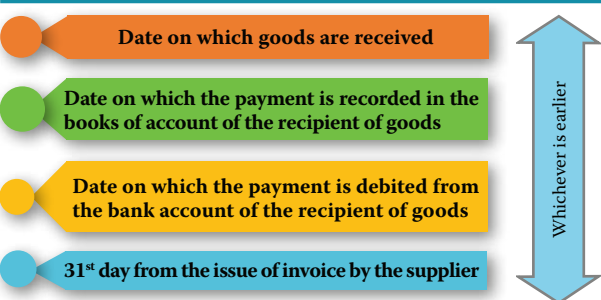 Date on which goods are received
Date on which the payment is recorded in the
books of account of the recipient of goods
Date on which the payment is debited from
the bank account of the recipient of goods
31st day from the issue of invoice by the supplier
Whichever is earlier